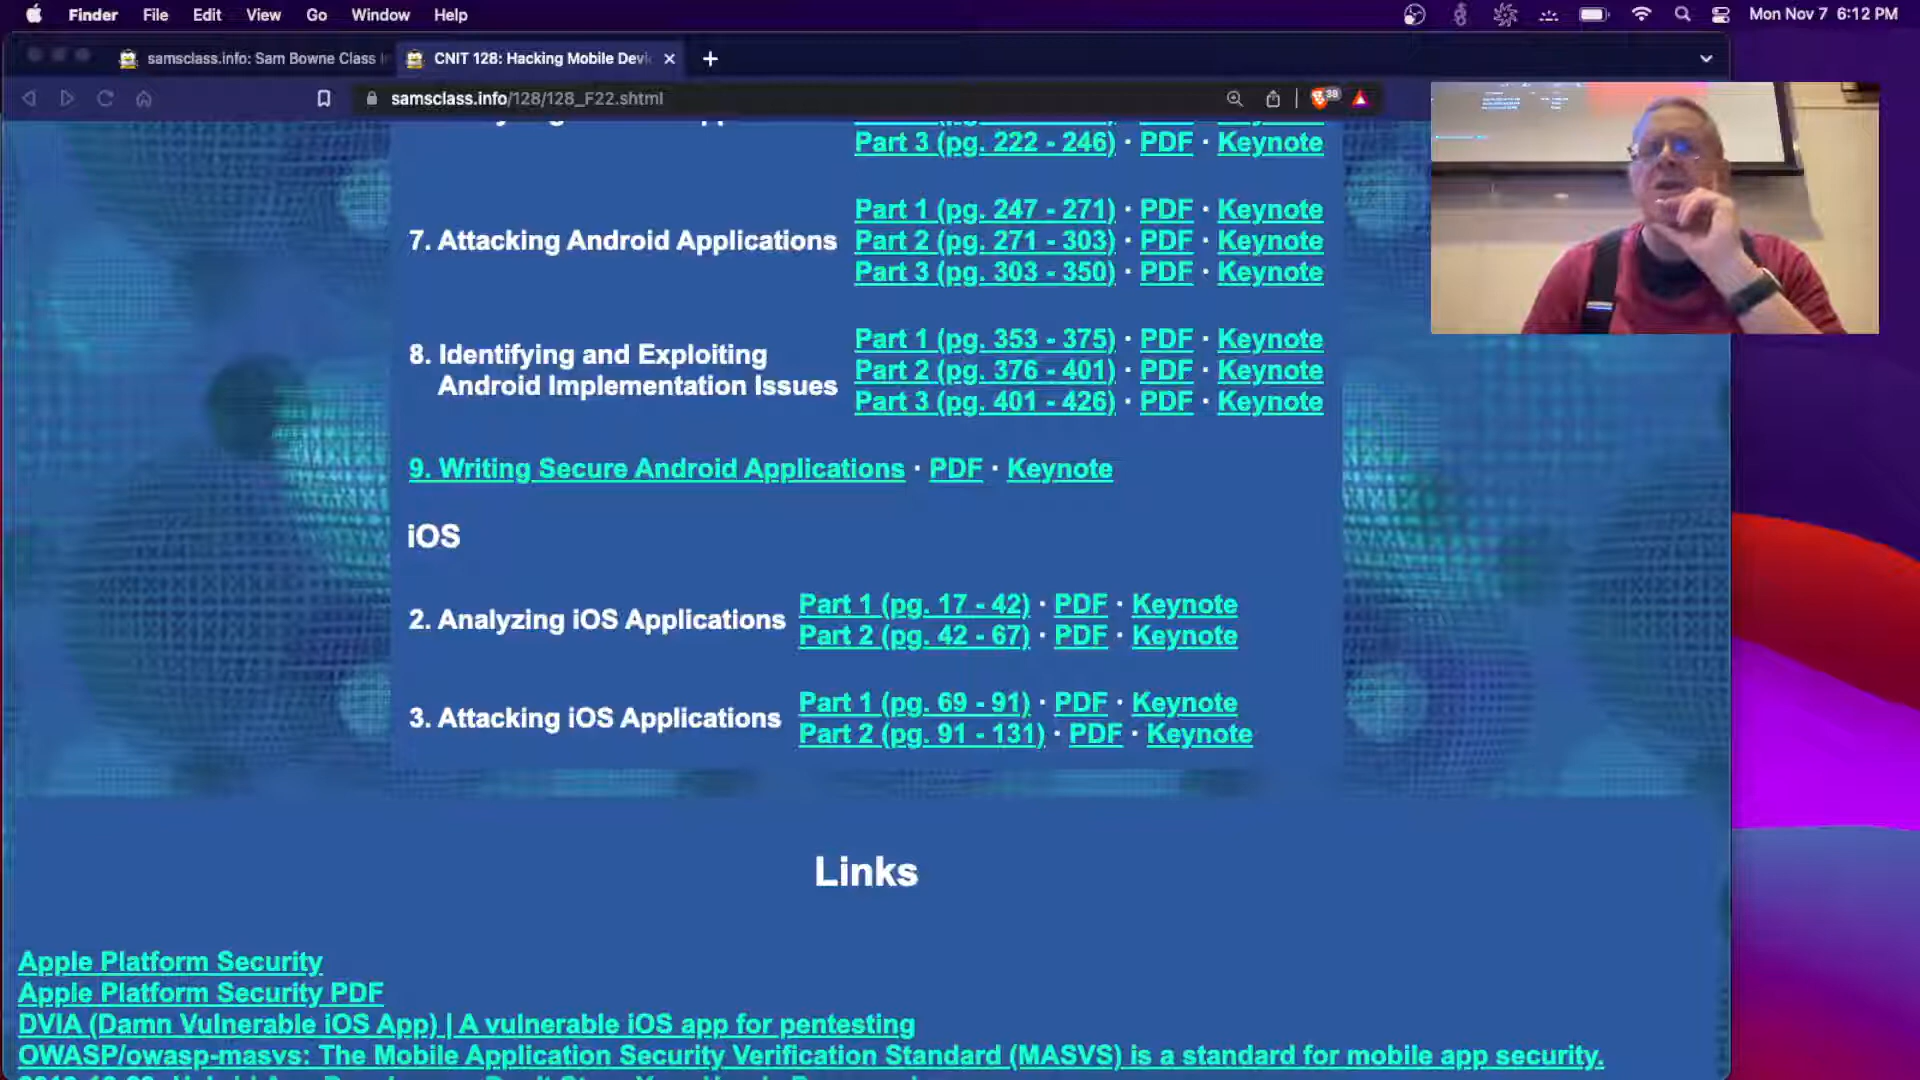 Finder File Edit View Go Window Help Mon Nov 7 6:12 PM
samsclass.info: Sam Bowne Class CNIT 128: Hacking Mobile Devi
samsclass.info/128/128_F22.shtml 38
Part 3 (pg. 222 - 246) · PDF · Keynote
7. Attacking Android Applications
Part 1 (pg. 247 - 271) · PDF · Keynote
Part 2 (pg. 271 - 303) · PDF · Keynote
Part 3 (pg. 303 - 350) · PDF · Keynote
8. Identifying and Exploiting
Android Implementation Issues
Part 1 (pg. 353 - 375) · PDF · Keynote
Part 2 (pg. 376 - 401) · PDF · Keynote
Part 3 (pg. 401 - 426) · PDF · Keynote
9. Writing Secure Android Applications · PDF · Keynote
iOS
2. Analyzing iOS Applications
Part 1 (pg. 17 - 42) · PDF · Keynote
Part 2 (pg. 42 - 67) · PDF · Keynote
3. Attacking iOS Applications
Part 1 (pg. 69 - 91) · PDF · Keynote
Part 2 (pg. 91 - 131) · PDF · Keynote
Links
Apple Platform Security
Apple Platform Security PDF
DVIA (Damn Vulnerable iOS App) | A vulnerable iOS app for pentesting
OWASP/owasp-masvs: The Mobile Application Security Verification Standard (MASVS) is a standard for mobile app security.